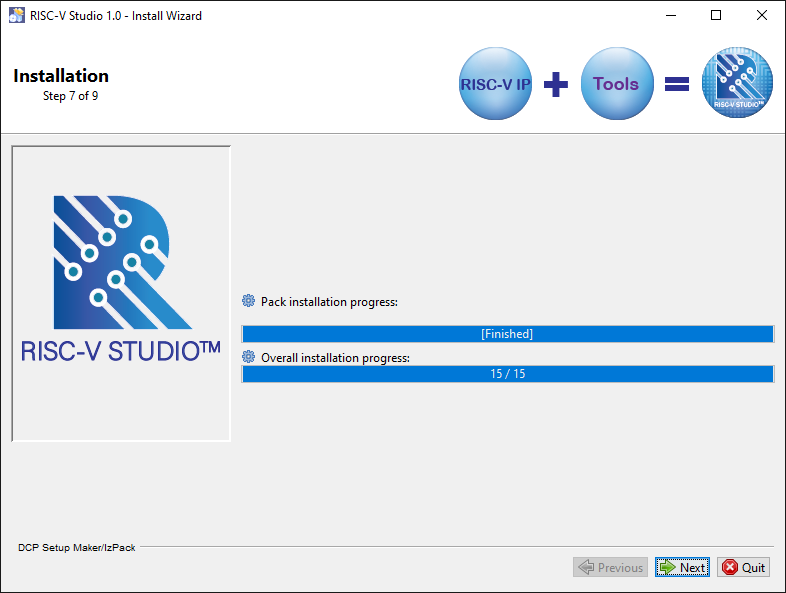 RISC-V Studio 1.0 - Install Wizard
Installation
Step 7 of 9
RISC-V IP
Tools
RISC-V STUDIO™
RISC-V STUDIO™
Pack installation progress:
[Finished]
Overall installation progress:
15 / 15
DCP Setup Maker/IzPack
Previous
Next
Quit